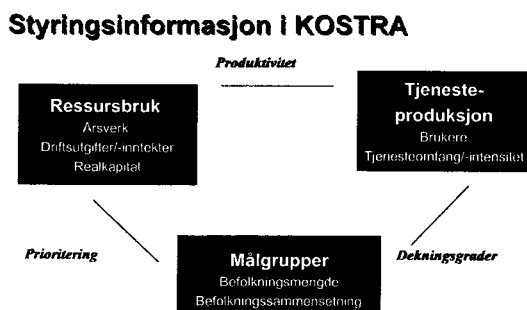 Styringsinformasjon i KOSTRA
Produktivitet
Ressursbruk
Årsverk
Driftsutgifter/-inntekter
Realkapital
Tjeneste-
produksjon
Brukere
Tjenesteomfang/-intensitet
Prioritering
Målgrupper
Befolkningsmengde
Befolkningssammensetning
Dekningsgrader